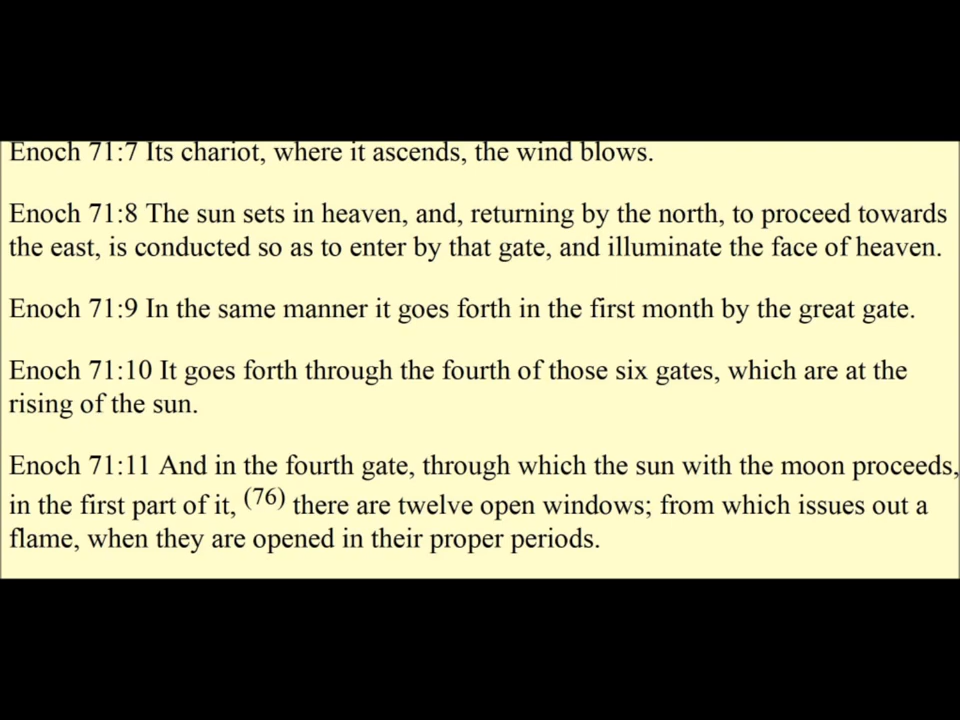 Enoch 71:7 Its chariot, where it ascends, the wind blows.
Enoch 71:8 The sun sets in heaven, and, returning by the north, to proceed towards
the east, is conducted so as to enter by that gate, and illuminate the face of heaven.
Enoch 71:9 In the same manner it goes forth in the first month by the great gate.
Enoch 71:10 It goes forth through the fourth of those six gates, which are at the
rising of the sun.
Enoch 71:11 And in the fourth gate, through which the sun with the moon proceeds,
in the first part of it, (76) there are twelve open windows; from which issues out a
flame, when they are opened in their proper periods.